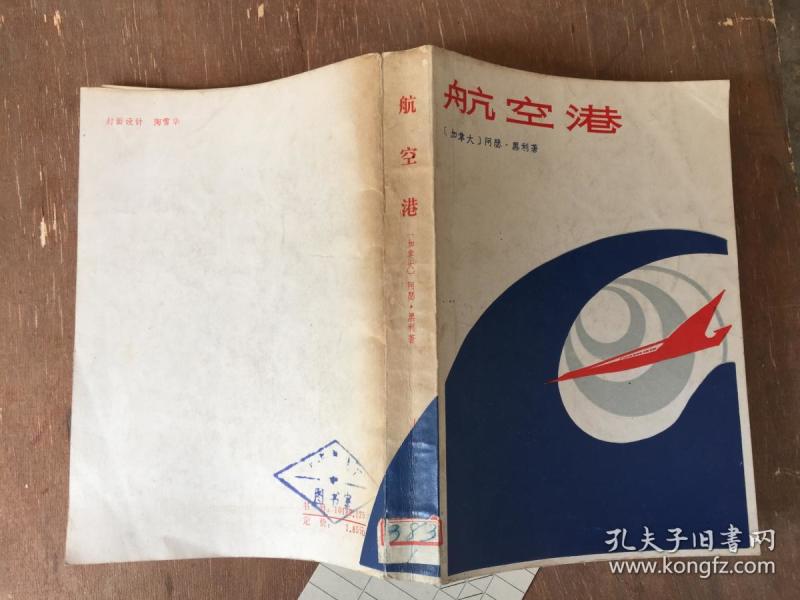 航空港
〔加拿大〕阿瑟·黑利著
航空港
〔加拿大〕阿瑟·黑利著
383
封面设计 陶雪华
图书室
定价： 1.85元
孔夫子旧书网
www.kongfz.com